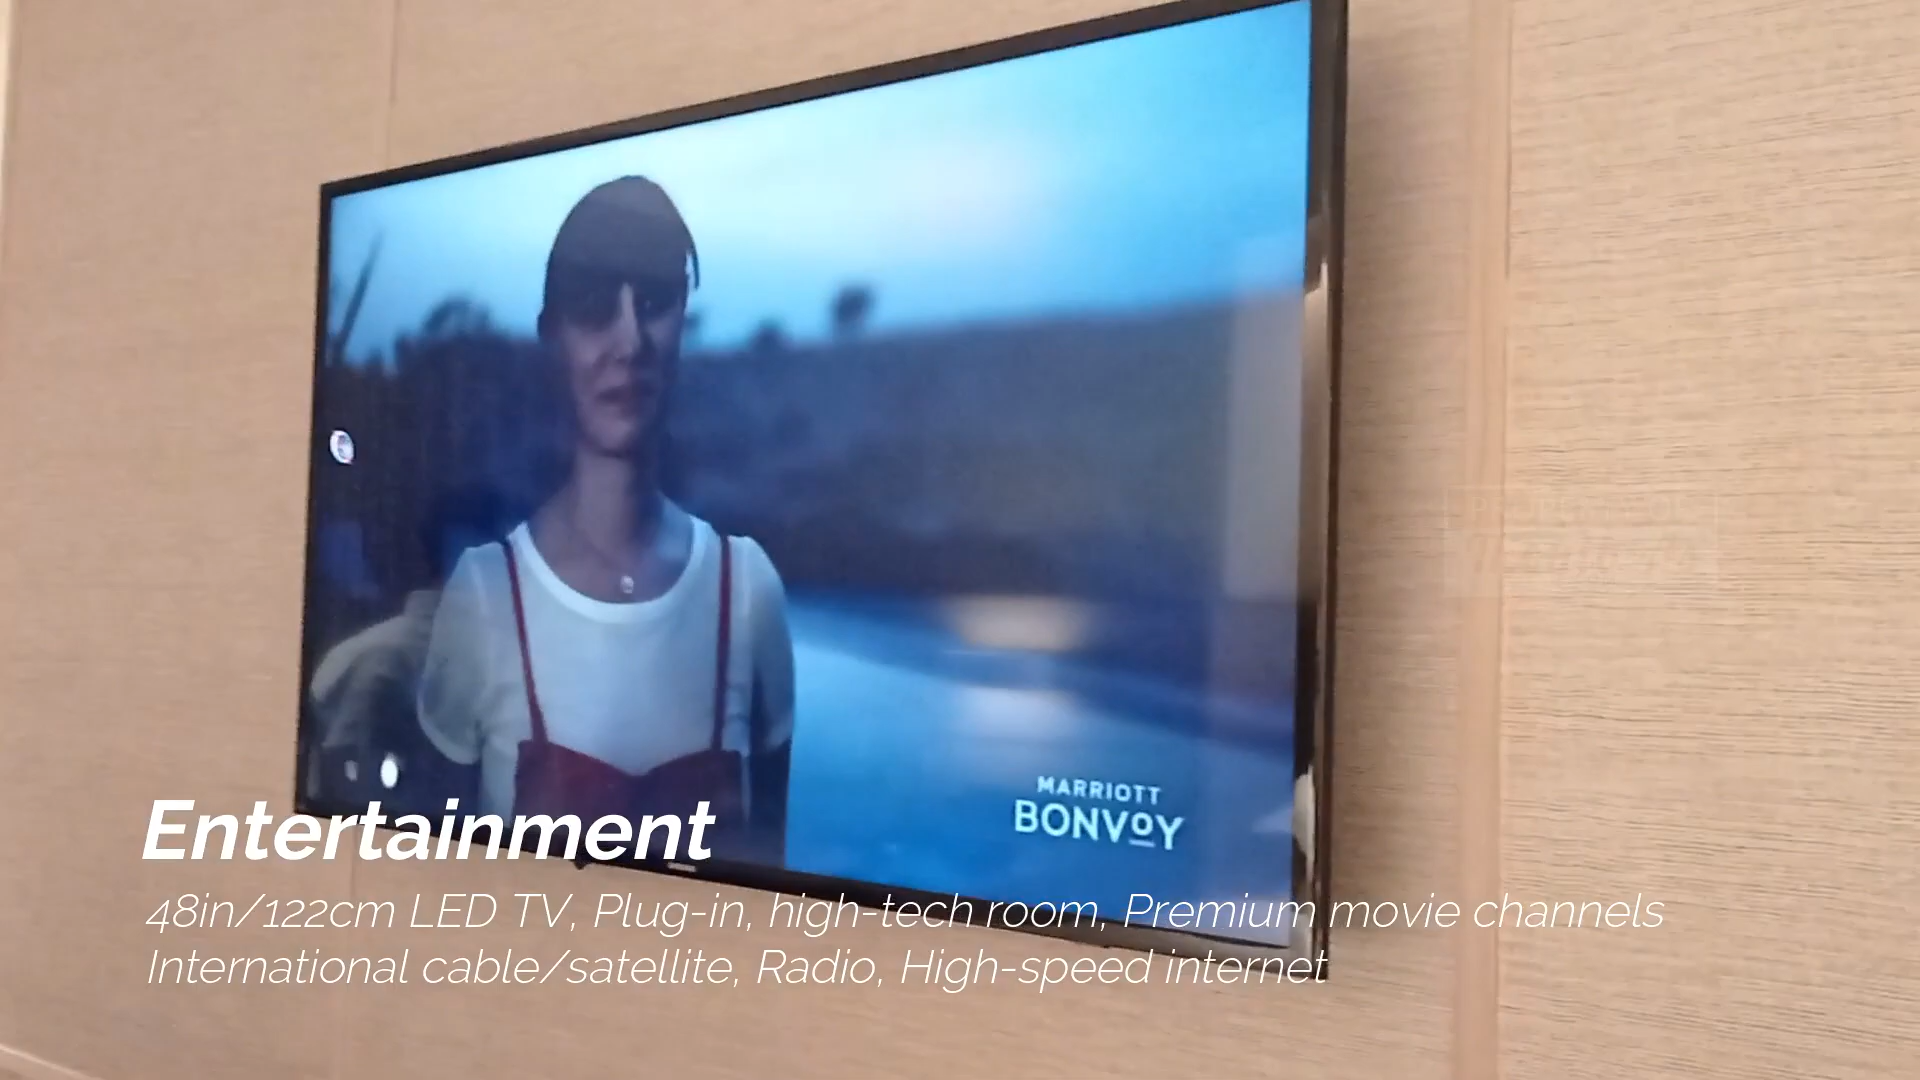 MARRIOTT
BONVOY
Entertainment
48in/122cm LED TV, Plug-in, high-tech room, Premium movie channels
International cable/satellite, Radio, High-speed internet